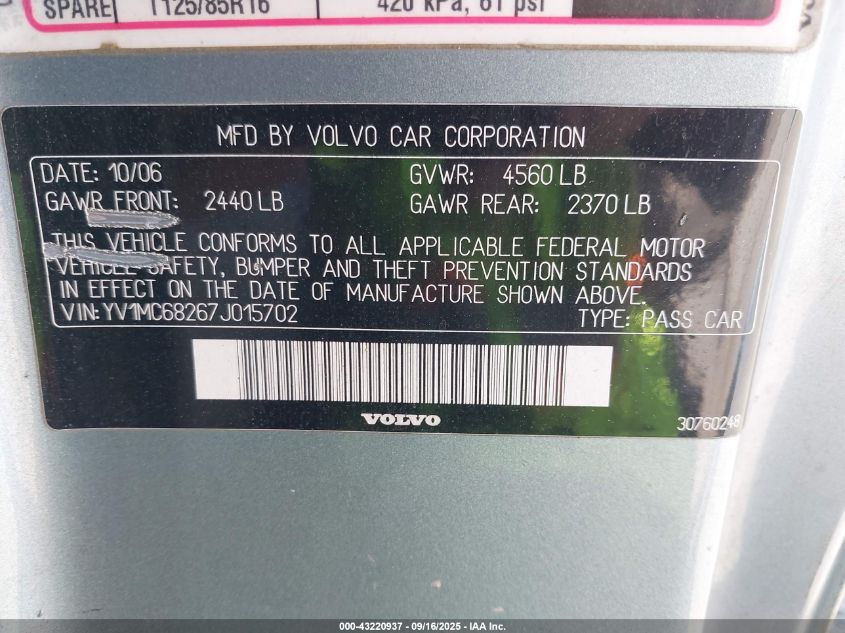 SPARE T125/85R16 420 kPa, 61 psi
MFD BY VOLVO CAR CORPORATION
DATE: 10/06 GVWR: 4560 LB
GAWR FRONT: 2440 LB GAWR REAR: 2370 LB
THIS VEHICLE CONFORMS TO ALL APPLICABLE FEDERAL MOTOR
VEHICLE SAFETY, BUMPER AND THEFT PREVENTION STANDARDS
IN EFFECT ON THE DATE OF MANUFACTURE SHOWN ABOVE.
VIN: YV1MC68267J015702 TYPE: PASS CAR
VOLVO
30760248
000-43220937 - 09/16/2025 - IAA Inc.